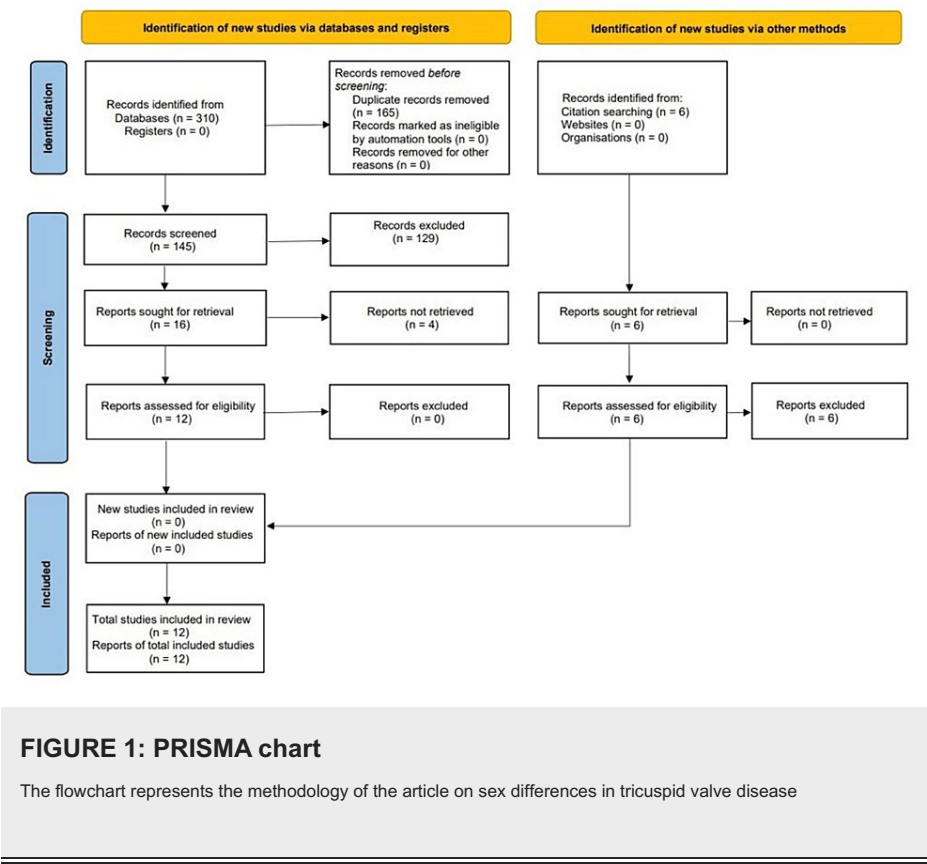 Identification of new studies via databases and registers
Identification of new studies via other methods
Identification
Records identified from
Databases (n = 310)
Registers (n = 0)
Records removed before
screening:
Duplicate records removed
(n = 165)
Records marked as ineligible
by automation tools (n = 0)
Records removed for other
reasons (n = 0)
Records identified from:
Citation searching (n = 6)
Websites (n = 0)
Organisations (n = 0)
Screening
Records screened
(n = 145)
Records excluded
(n = 129)
Reports sought for retrieval
(n = 16)
Reports not retrieved
(n = 4)
Reports sought for retrieval
(n = 6)
Reports not retrieved
(n = 0)
Reports assessed for eligibility
(n = 12)
Reports excluded
(n = 0)
Reports assessed for eligibility
(n = 6)
Reports excluded
(n = 6)
Included
New studies included in review
(n = 0)
Reports of new included studies
(n = 0)
Total studies included in review
(n = 12)
Reports of total included studies
(n = 12)
FIGURE 1: PRISMA chart
The flowchart represents the methodology of the article on sex differences in tricuspid valve disease